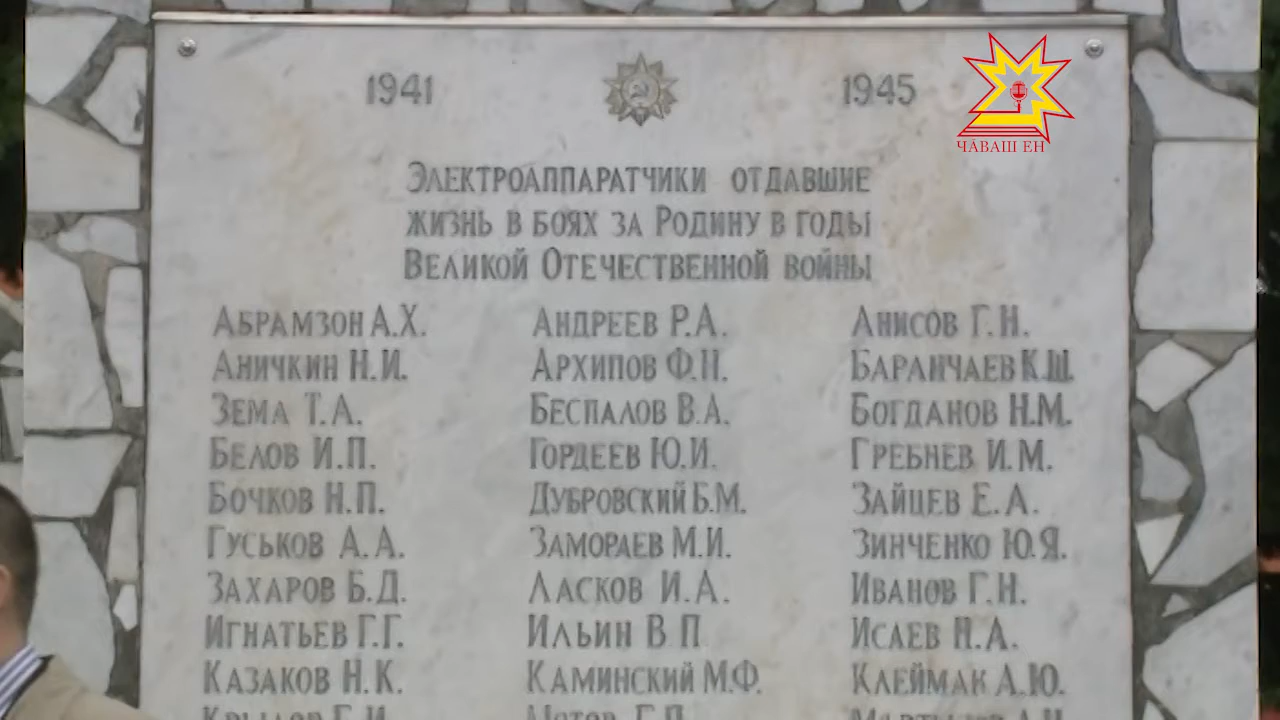 1941 1945
ЧӐВАШ ЕН
Электроаппаратчики отдавшие
жизнь в боях за Родину в годы
Великой Отечественной войны
Абрамзон А.Х. Андреев Р.А. Анисов Г.Н.
Аничкин Н.И. Архипов Ф.Н. Баранчаев К.Ш.
Зема Т.А. Беспалов В.А. Богданов Н.М.
Белов И.П. Гордеев Ю.И. Гребнев И.М.
Бочков Н.П. Дубровский Б.М. Зайцев Е.А.
Гуськов А.А. Замораев М.И. Зинченко Ю.Я.
Захаров Б.Д. Ласков И.А. Иванов Г.Н.
Игнатьев Г.Г. Ильин В П Исаев Н.А.
Казаков Н.К. Каминский М.Ф. Клеймак А.Ю.